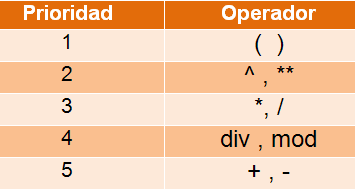 Prioridad Operador
1 ( )
2 ^ , **
3 *, /
4 div , mod
5 + , -